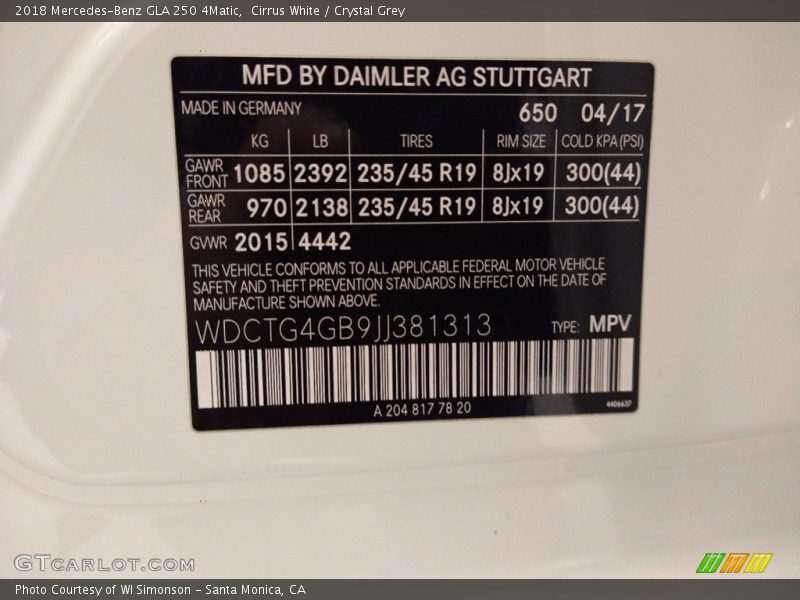 2018 Mercedes-Benz GLA 250 4Matic,  Cirrus White / Crystal Grey
MFD BY DAIMLER AG STUTTGART
MADE IN GERMANY 650 04/17
KG LB TIRES RIM SIZE COLD KPA (PSI)
GAWR FRONT 1085 2392 235/45 R19 8Jx19 300(44)
GAWR REAR 970 2138 235/45 R19 8Jx19 300(44)
GVWR 2015 4442
THIS VEHICLE CONFORMS TO ALL APPLICABLE FEDERAL MOTOR VEHICLE
SAFETY AND THEFT PREVENTION STANDARDS IN EFFECT ON THE DATE OF
MANUFACTURE SHOWN ABOVE.
WDCTG4GB9JJ381313 TYPE: MPV
A 204 817 78 20 4406637
GTCARLOT.COM
Photo Courtesy of WI Simonson – Santa Monica, CA